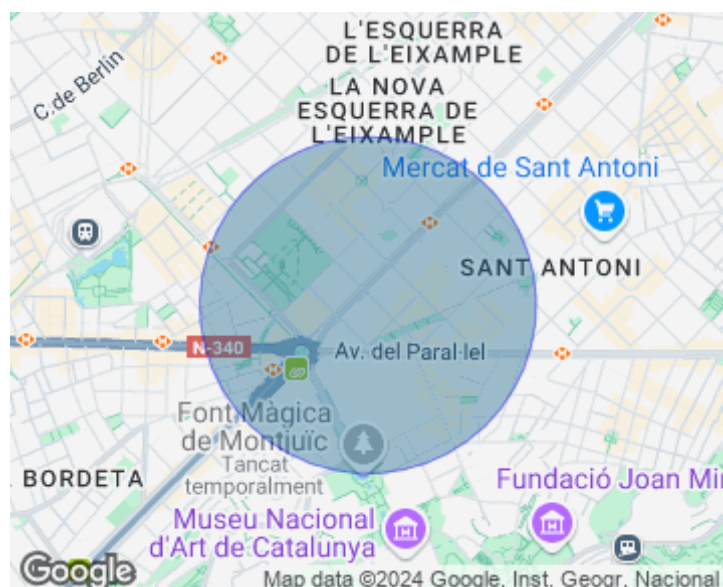 L'ESQUERRA
DE L'EIXAMPLE
C. de Berlin
LA NOVA
ESQUERRA DE
L'EIXAMPLE
Mercat de Sant Antoni
SANT ANTONI
N-340
Av. del Paral·lel
Font Màgica
de Montjuïc
Tancat
temporalment
BORDETA
Fundació Joan Mir
Museu Nacional
d'Art de Catalunya
Google
Map data ©2024 Google, Inst. Geogr. Nacional